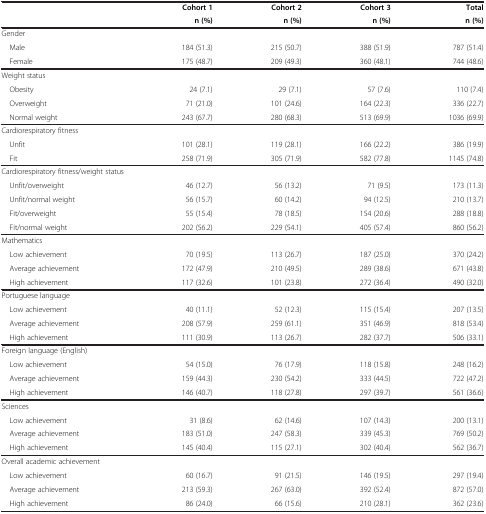 Cohort 1 Cohort 2 Cohort 3 Total
n (%) n (%) n (%) n (%)
Gender
Male 184 (51.3) 215 (50.7) 388 (51.9) 787 (51.4)
Female 175 (48.7) 209 (49.3) 360 (48.1) 744 (48.6)
Weight status
Obesity 24 (7.1) 29 (7.1) 57 (7.6) 110 (7.4)
Overweight 71 (21.0) 101 (24.6) 164 (22.3) 336 (22.7)
Normal weight 243 (67.7) 280 (68.3) 513 (69.9) 1036 (69.9)
Cardiorespiratory fitness
Unfit 101 (28.1) 119 (28.1) 166 (22.2) 386 (19.9)
Fit 258 (71.9) 305 (71.9) 582 (77.8) 1145 (74.8)
Cardiorespiratory fitness/weight status
Unfit/overweight 46 (12.7) 56 (13.2) 71 (9.5) 173 (11.3)
Unfit/normal weight 56 (15.7) 60 (14.2) 94 (12.5) 210 (13.7)
Fit/overweight 55 (15.4) 78 (18.5) 154 (20.6) 288 (18.8)
Fit/normal weight 202 (56.2) 229 (54.1) 405 (57.4) 860 (56.2)
Mathematics
Low achievement 70 (19.5) 113 (26.7) 187 (25.0) 370 (24.2)
Average achievement 172 (47.9) 210 (49.5) 289 (38.6) 671 (43.8)
High achievement 117 (32.6) 101 (23.8) 272 (36.4) 490 (32.0)
Portuguese language
Low achievement 40 (11.1) 52 (12.3) 115 (15.4) 207 (13.5)
Average achievement 208 (57.9) 259 (61.1) 351 (46.9) 818 (53.4)
High achievement 111 (30.9) 113 (26.7) 282 (37.7) 506 (33.1)
Foreign language (English)
Low achievement 54 (15.0) 76 (17.9) 118 (15.8) 248 (16.2)
Average achievement 159 (44.3) 230 (54.2) 333 (44.5) 722 (47.2)
High achievement 146 (40.7) 118 (27.8) 297 (39.7) 561 (36.6)
Sciences
Low achievement 31 (8.6) 62 (14.6) 107 (14.3) 200 (13.1)
Average achievement 183 (51.0) 247 (58.3) 339 (45.3) 769 (50.2)
High achievement 145 (40.4) 115 (27.1) 302 (40.4) 562 (36.7)
Overall academic achievement
Low achievement 60 (16.7) 91 (21.5) 146 (19.5) 297 (19.4)
Average achievement 213 (59.3) 267 (63.0) 392 (52.4) 872 (57.0)
High achievement 86 (24.0) 66 (15.6) 210 (28.1) 362 (23.6)